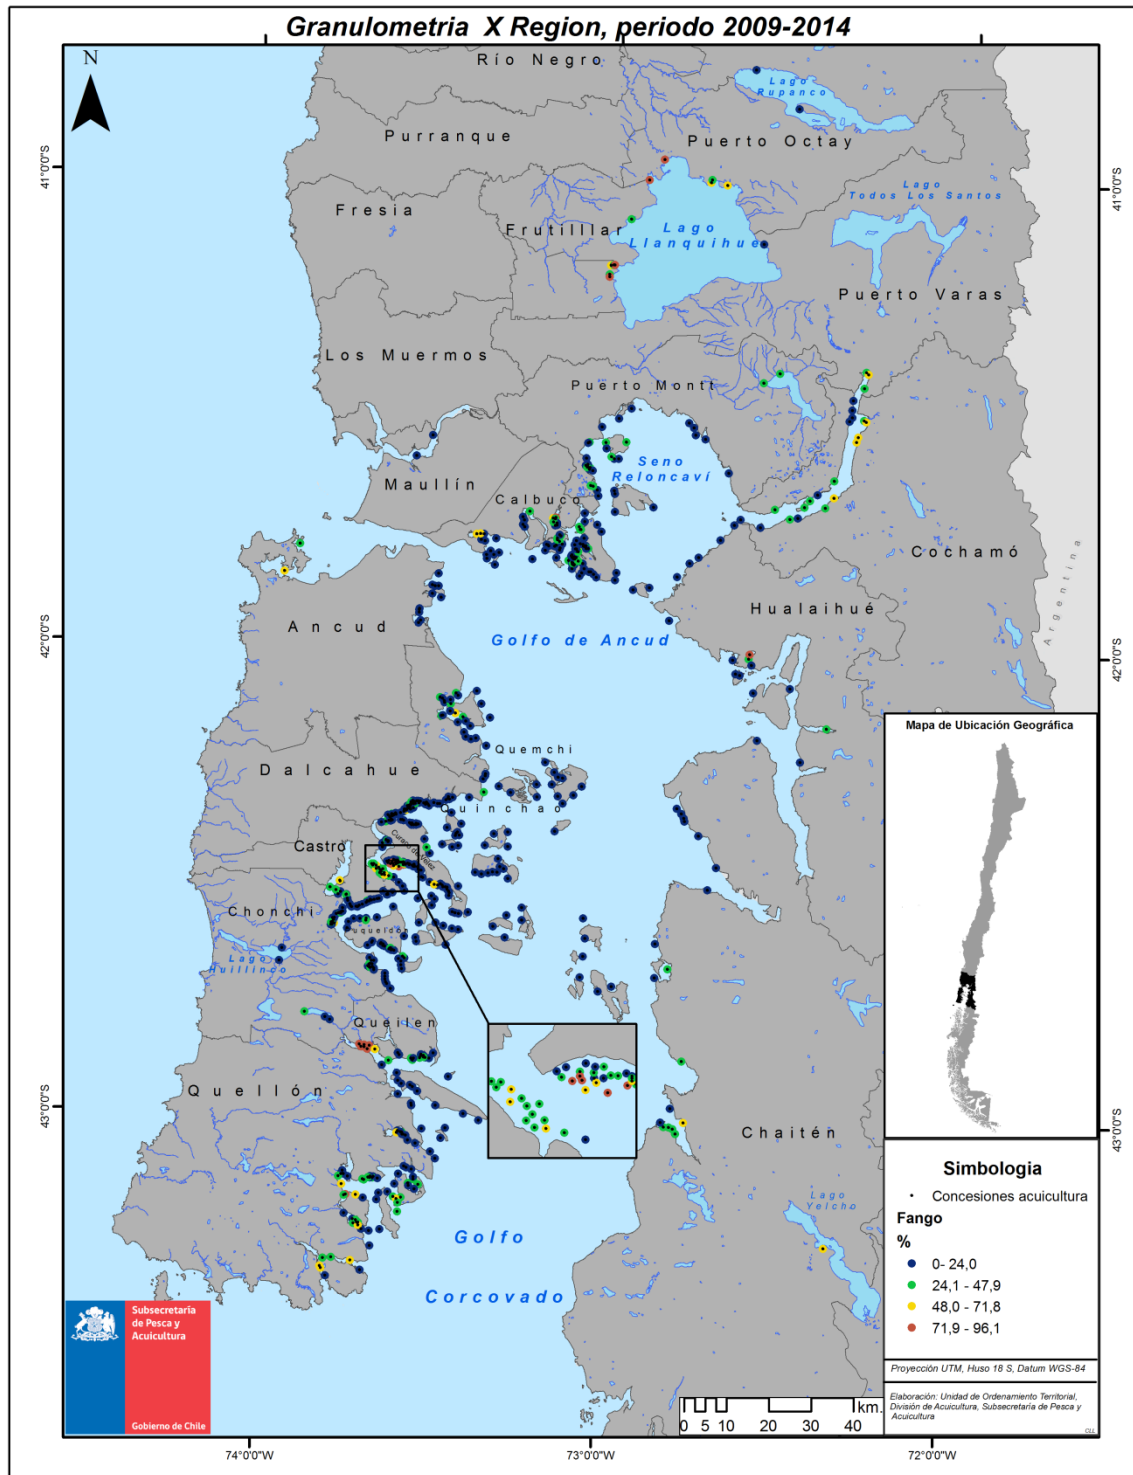 Granulometria X Region, periodo 2009-2014
N
Río Negro
Lago
Rupanco
Purranque
Puerto Octay
41°0'0"S
41°0'0"S
Fresia
Lago
Todos Los Santos
Frutilllar
Lago
Llanquihue
Puerto Varas
Los Muermos
Puerto Montt
Seno
Reloncaví
Maullín
Calbuco
Cochamó
Argentina
Hualaihué
Ancud
42°0'0"S
Golfo de Ancud
42°0'0"S
Mapa de Ubicación Geográfica
Quemchi
Dalcahue
Quinchao
Castro
Curaco de Velez
Chonchi
Puqueldon
Lago
Huillinco
Queilen
Quellón
43°0'0"S
Chaitén
43°0'0"S
Simbologia
Concesiones acuicultura
Fango
%
0- 24,0
24,1 - 47,9
48,0 - 71,8
71,9 - 96,1
Lago
Yelcho
Golfo
Corcovado
Subsecretaría
de Pesca y
Acuicultura
Gobierno de Chile
Proyección UTM, Huso 18 S, Datum WGS-84
Elaboración: Unidad de Ordenamiento Territorial,
División de Acuicultura, Subsecretaría de Pesca y
Acuicultura
CLL
km.
0 5 10 20 30 40
74°0'0"W
73°0'0"W
72°0'0"W